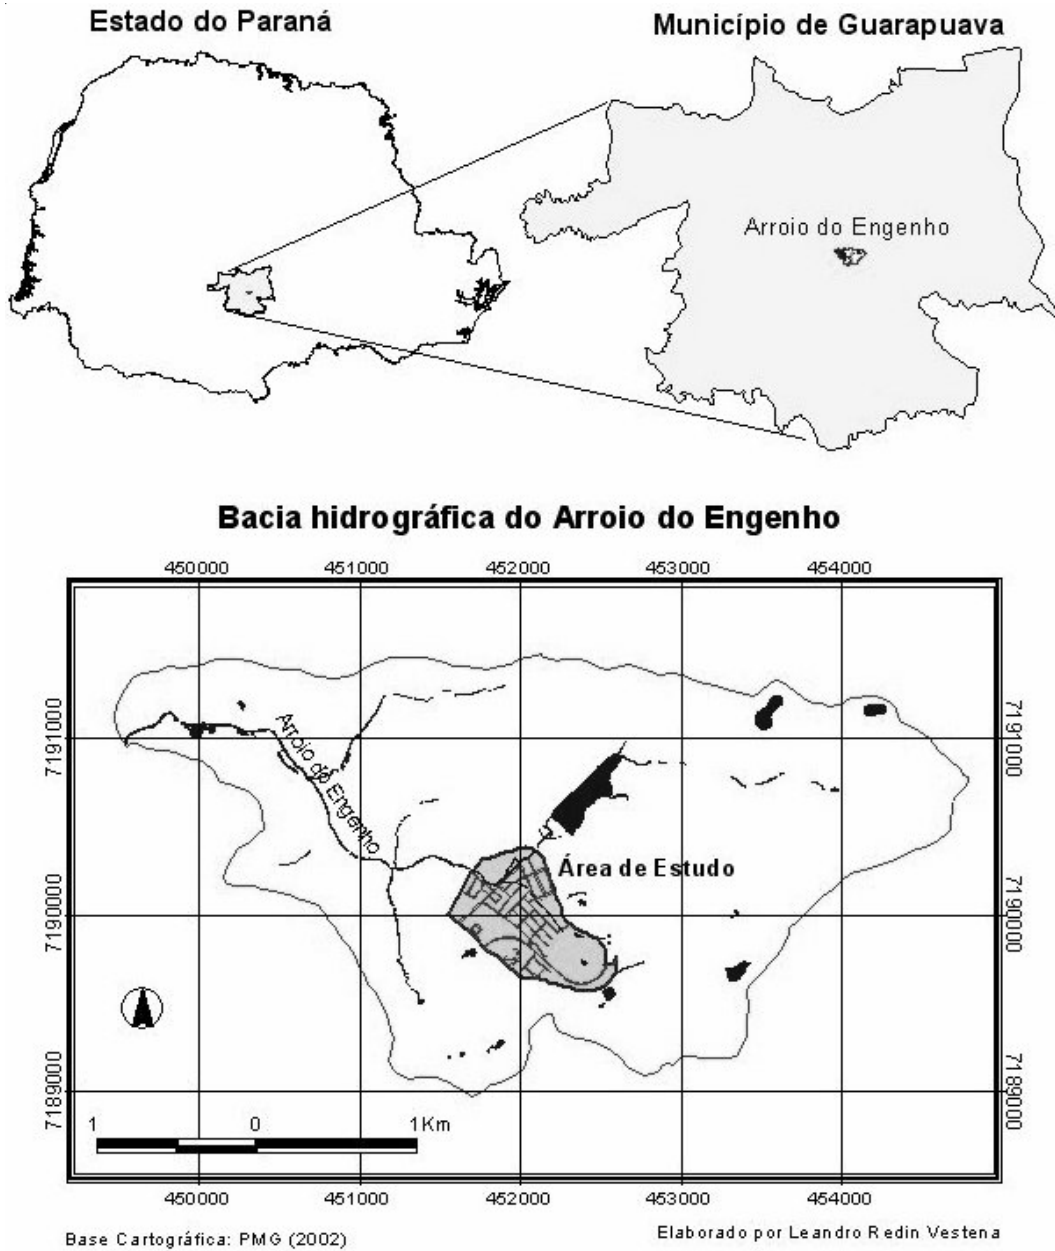 Estado do Paraná
Município de Guarapuava
Arroio do Engenho
Bacia hidrográfica do Arroio do Engenho
450000 451000 452000 453000 454000
7191000
7191000
Arroio do Engenho
Área de Estudo
7190000
7190000
7189000
7189000
1 0 1 Km
450000 451000 452000 453000 454000
Base Cartográfica: PMG (2002)
Elaborado por Leandro Redin Vestena